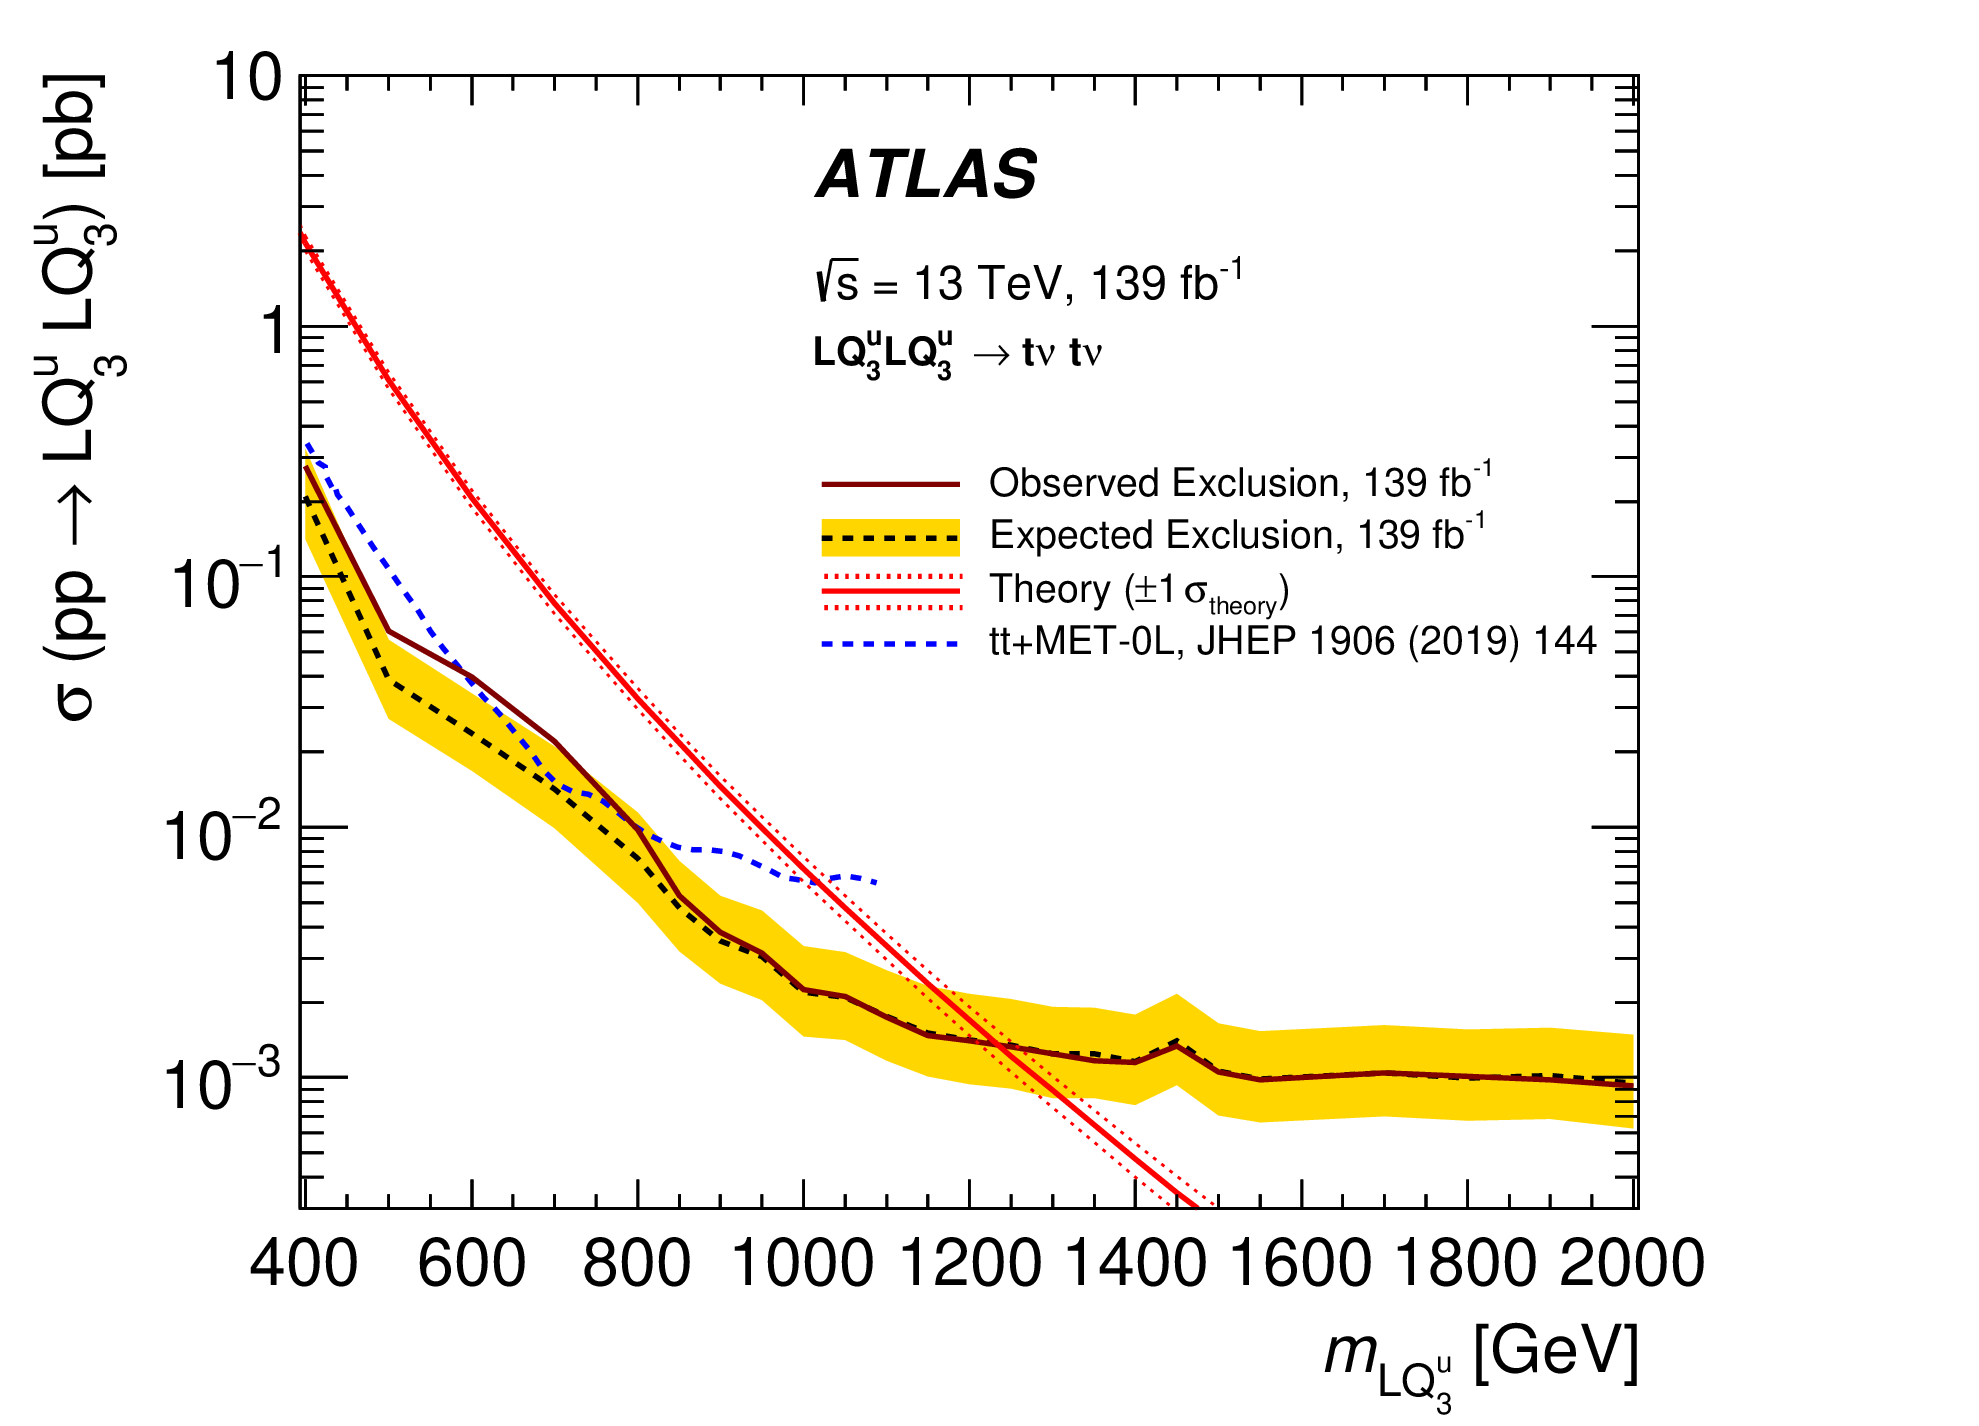 σ (pp → LQ₃ᵘ LQ₃ᵘ) [pb]
10
1
10⁻¹
10⁻²
10⁻³
ATLAS
√s = 13 TeV, 139 fb⁻¹
LQ₃ᵘLQ₃ᵘ → tν tν
Observed Exclusion, 139 fb⁻¹
Expected Exclusion, 139 fb⁻¹
Theory (±1 σ_theory)
tt+MET-0L, JHEP 1906 (2019) 144
400 600 800 1000 1200 1400 1600 1800 2000
m_LQ₃ᵘ [GeV]